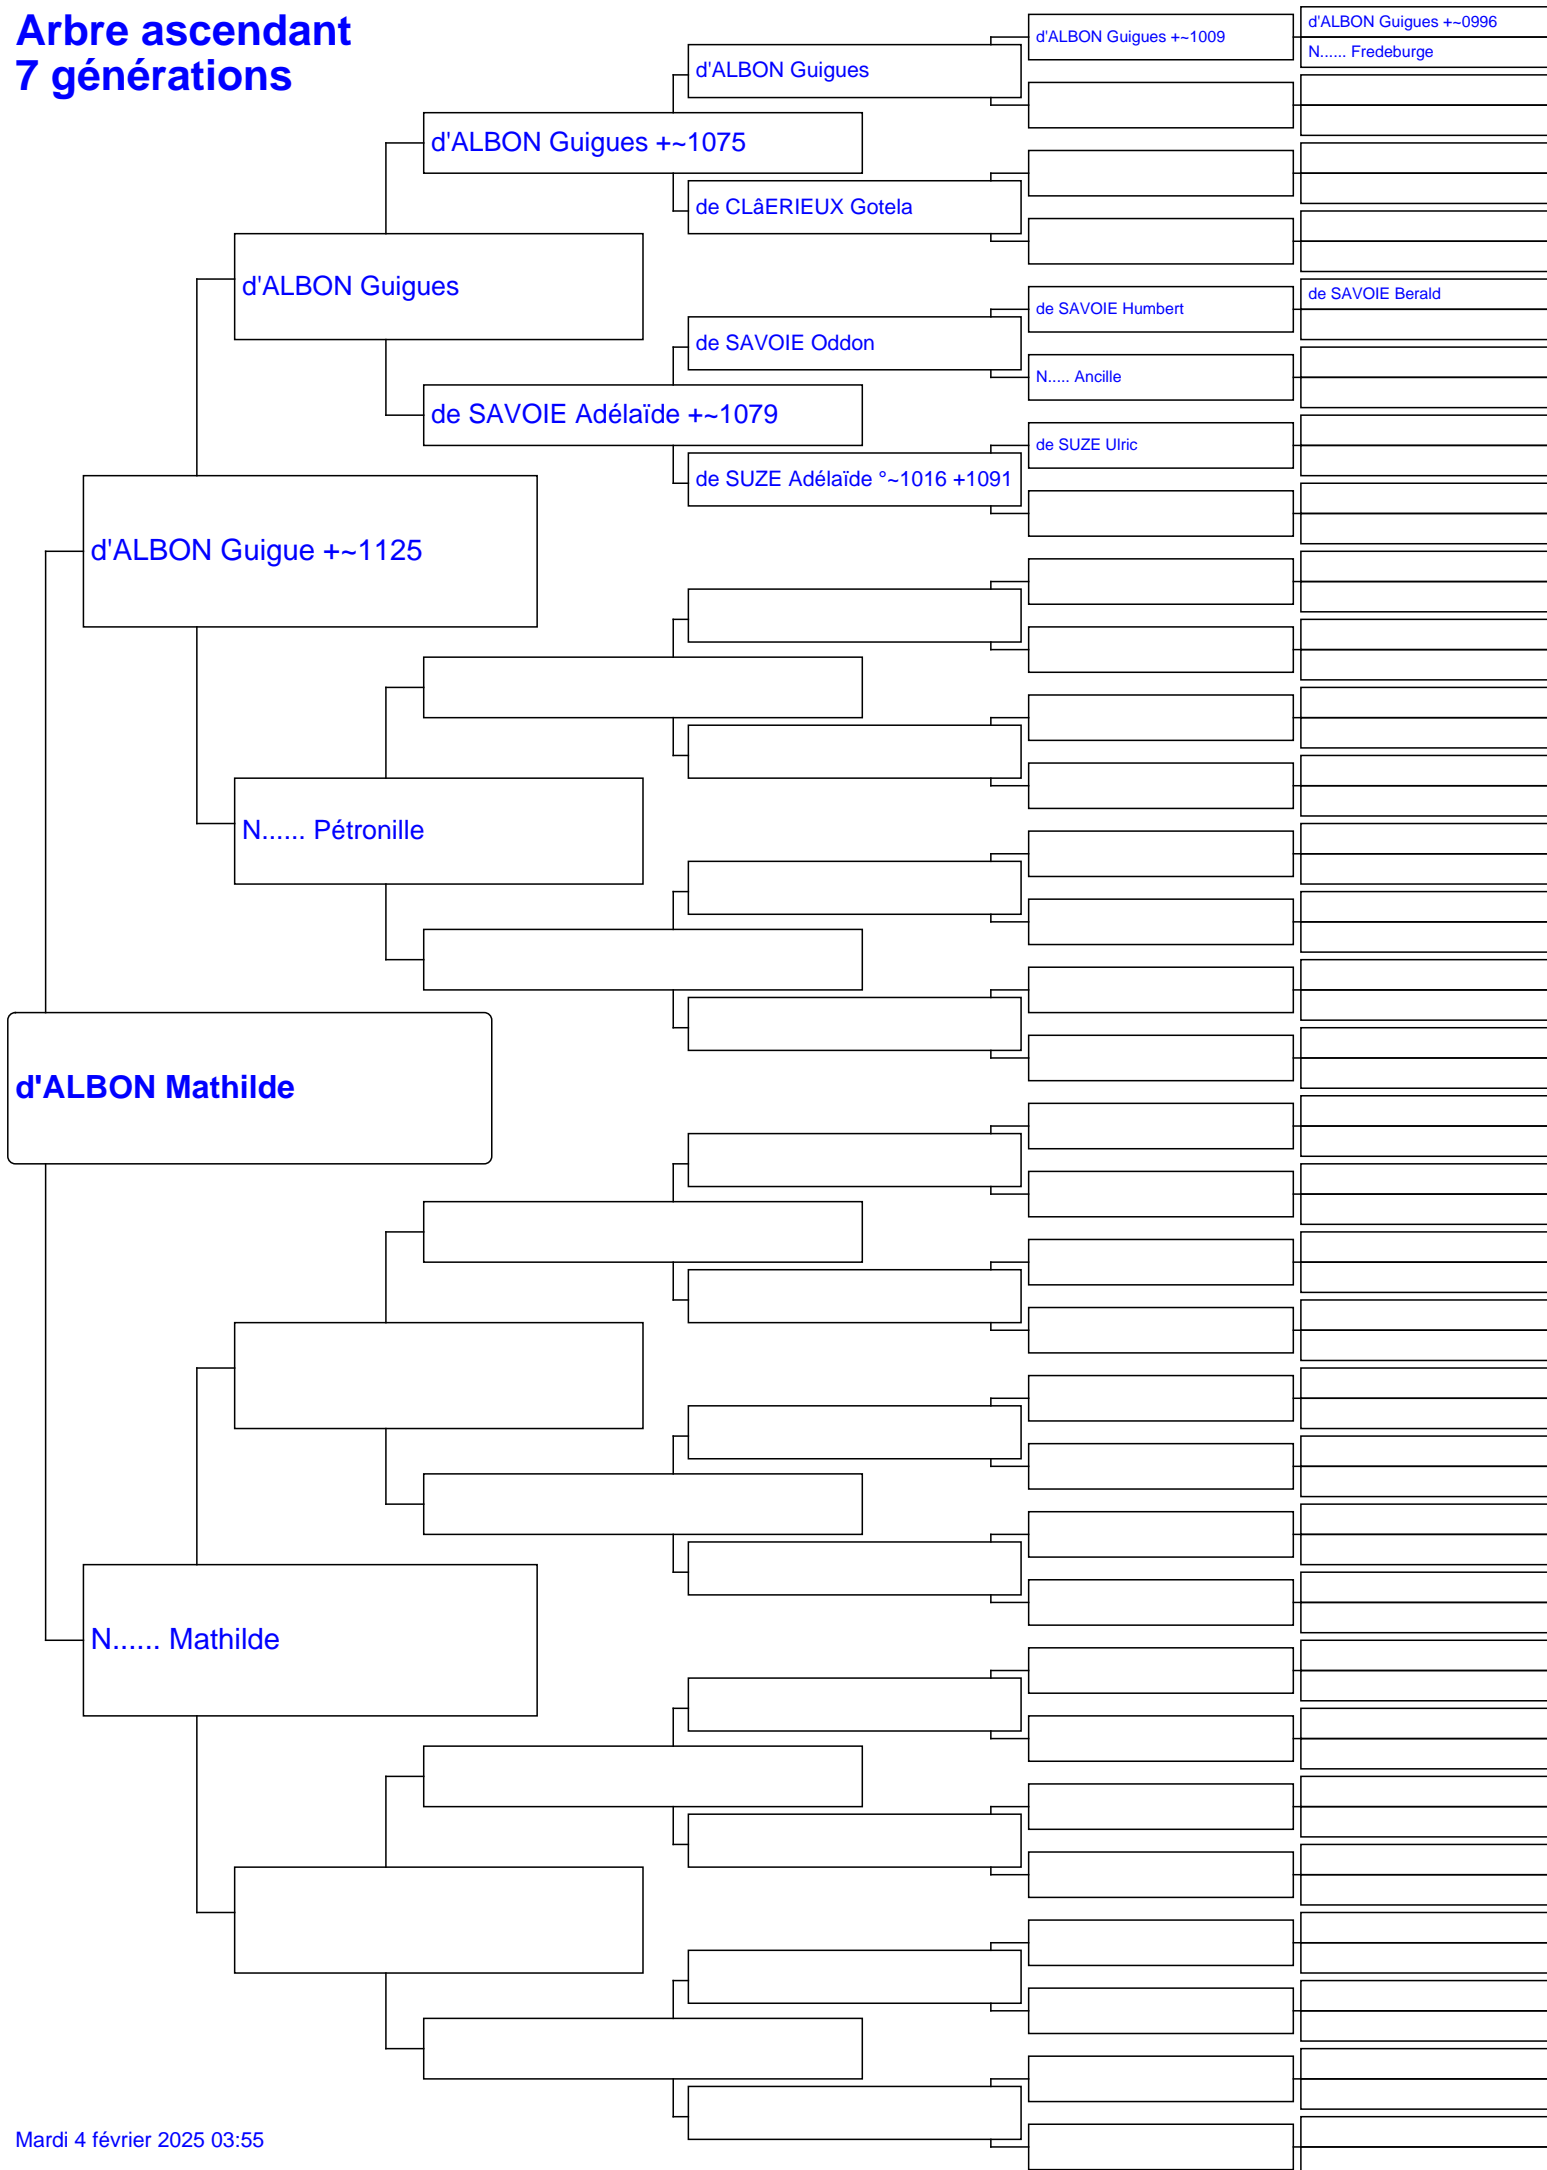 Arbre ascendant
7 générations
d'ALBON Guigues +~0996
d'ALBON Guigues +~1009
N...... Fredeburge
d'ALBON Guigues
d'ALBON Guigues +~1075
de CLâERIEUX Gotela
d'ALBON Guigues
de SAVOIE Berald
de SAVOIE Humbert
de SAVOIE Oddon
N..... Ancille
de SAVOIE Adélaïde +~1079
de SUZE Ulric
de SUZE Adélaïde °~1016 +1091
d'ALBON Guigue +~1125
N...... Pétronille
d'ALBON Mathilde
N...... Mathilde
Mardi 4 février 2025 03:55